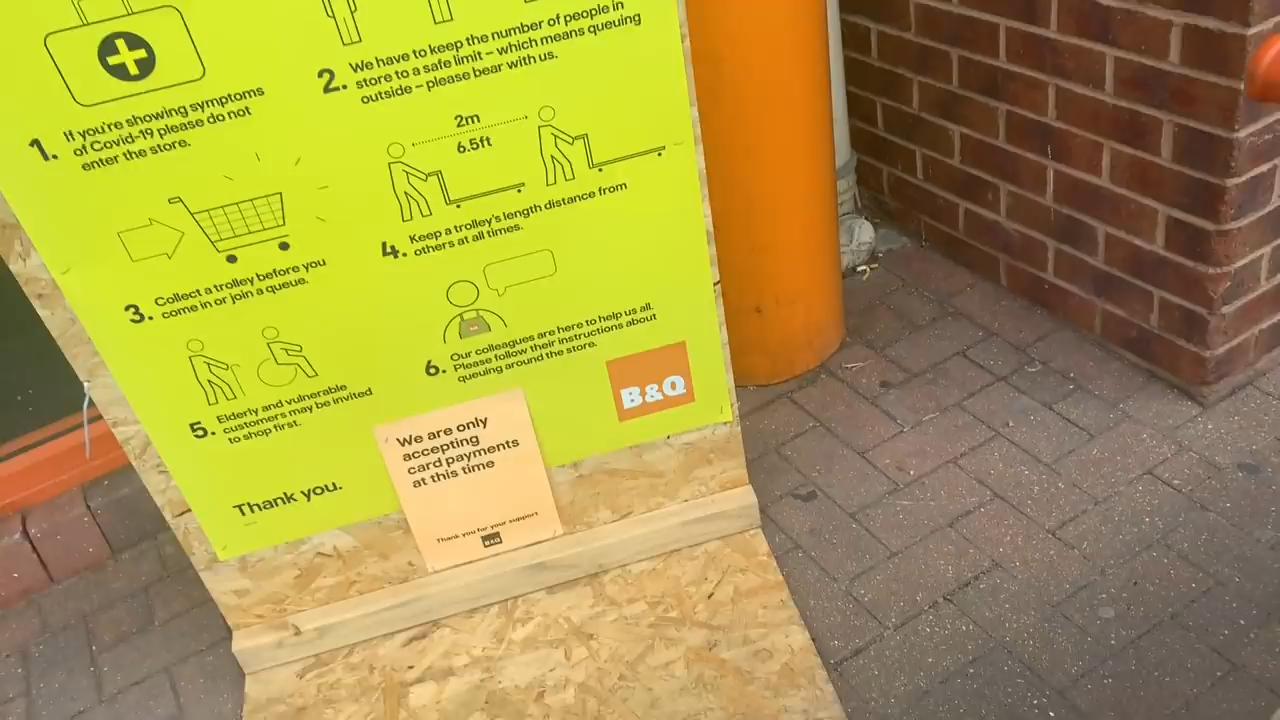 1. If you're showing symptoms
of Covid-19 please do not
enter the store.
2. We have to keep the number of people in
store to a safe limit – which means queuing
outside – please bear with us.
3. Collect a trolley before you
come in or join a queue.
2m
6.5ft
4. Keep a trolley's length distance from
others at all times.
5. Elderly and vulnerable
customers may be invited
to shop first.
6. Our colleagues are here to help us all.
Please follow their instructions about
queuing around the store.
B&Q
Thank you.
We are only
accepting
card payments
at this time
Thank you for your support
B&Q